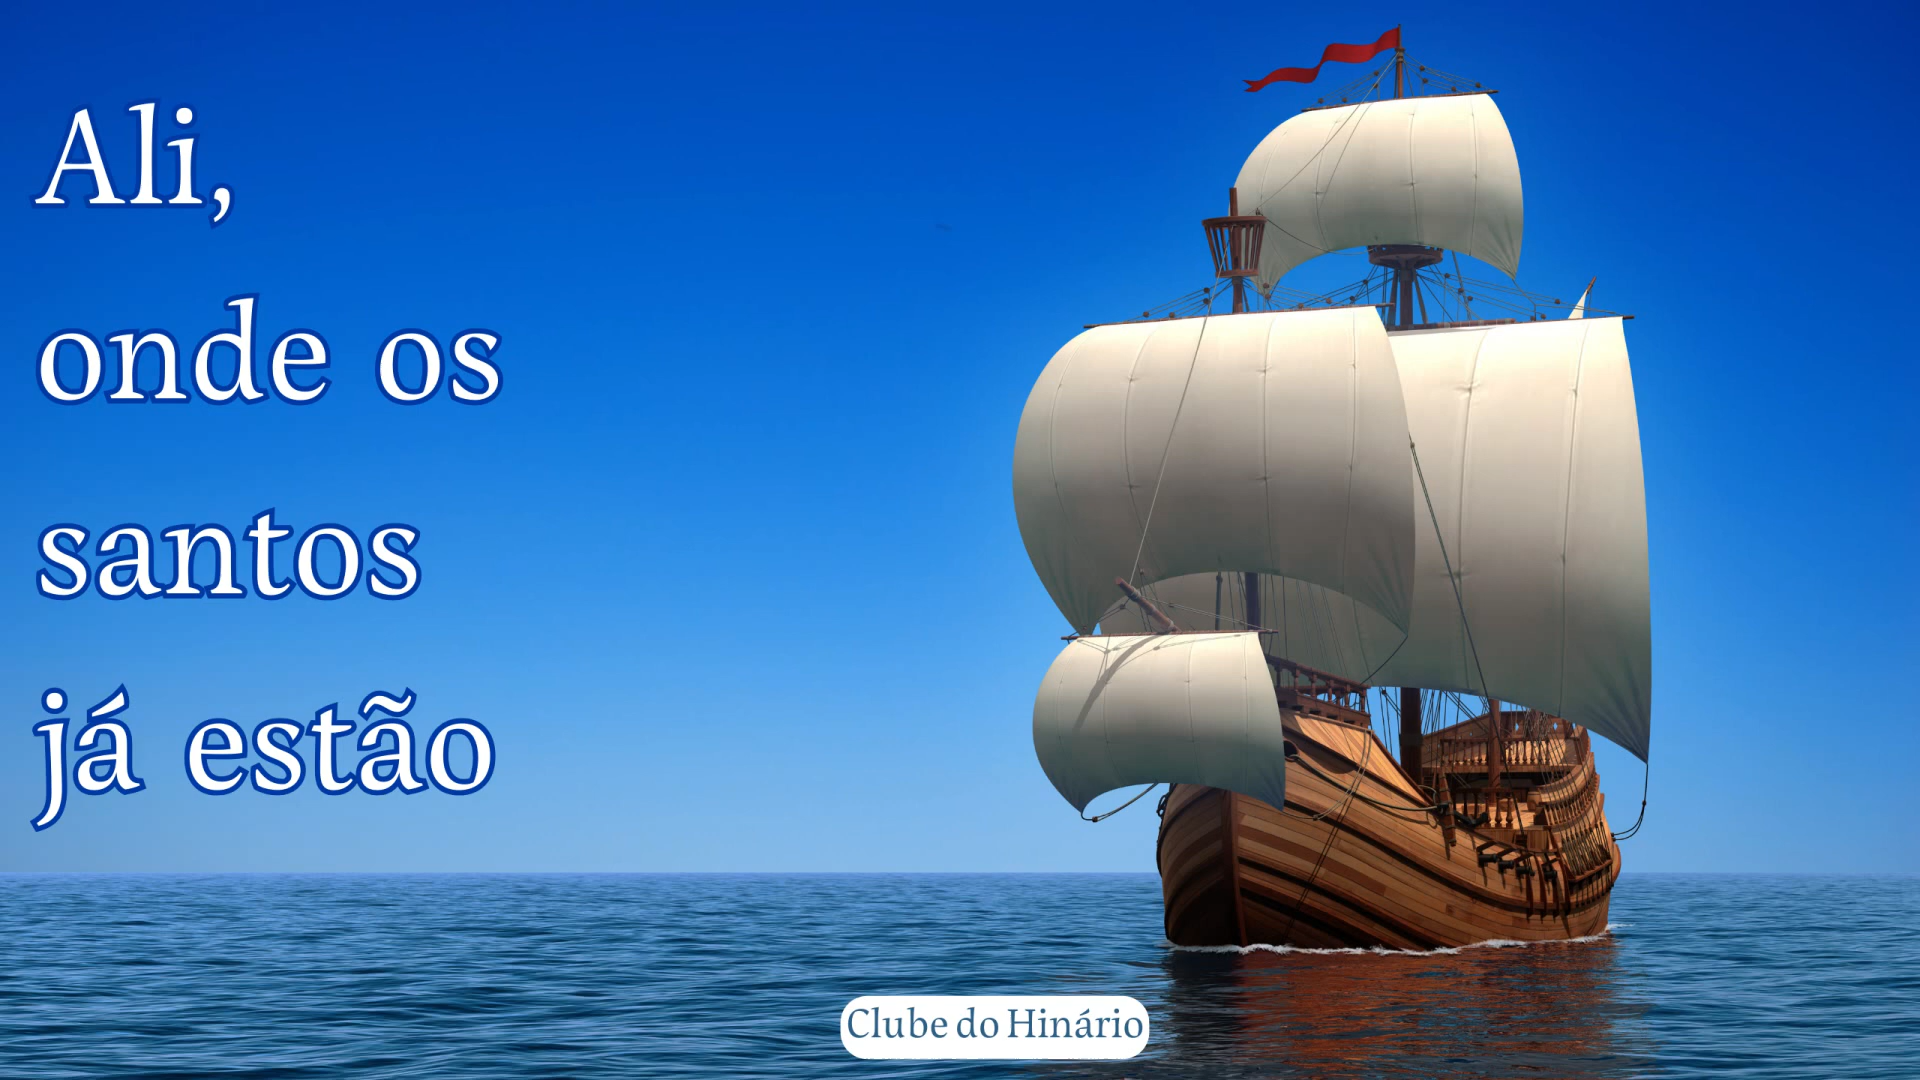 Ali,
onde os
santos
já estão
Clube do Hinário